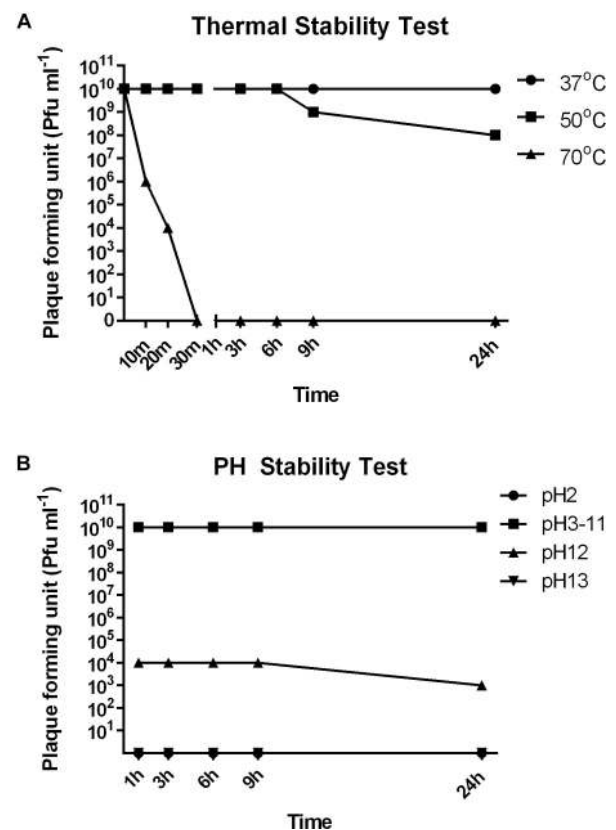 A
Thermal Stability Test
Plaque forming unit (Pfu ml⁻¹)
10¹¹
10¹⁰
10⁹
10⁸
10⁷
10⁶
10⁵
10⁴
10³
10²
10¹
10⁰
0
10m
20m
30m
1h
3h
6h
9h
24h
Time
37°C
50°C
70°C
B
PH Stability Test
Plaque forming unit (Pfu ml⁻¹)
10¹¹
10¹⁰
10⁹
10⁸
10⁷
10⁶
10⁵
10⁴
10³
10²
10¹
1h
3h
6h
9h
24h
Time
pH2
pH3-11
pH12
pH13